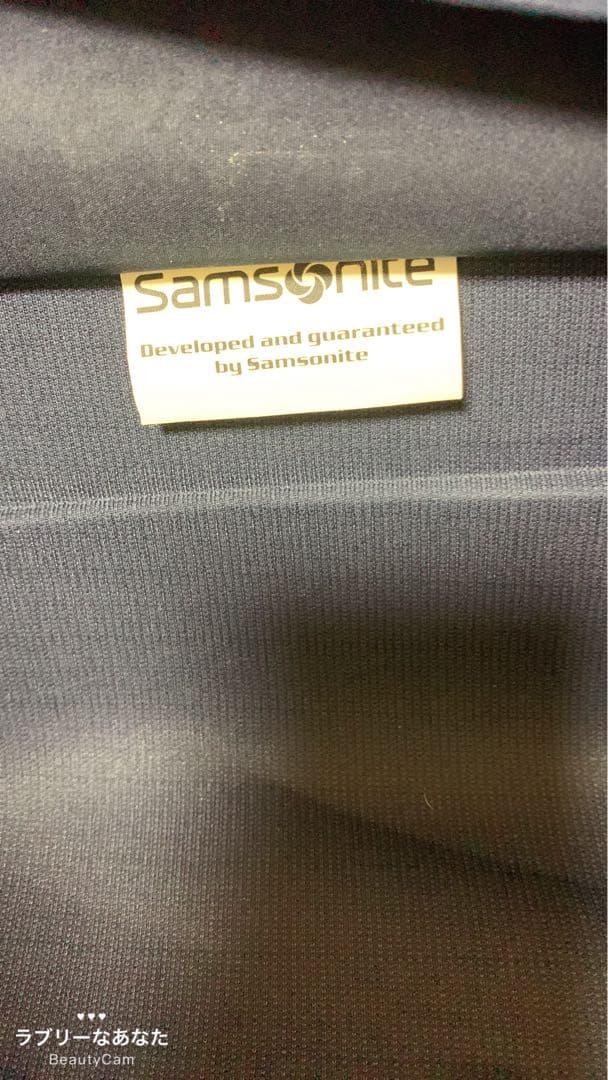 Samsonite
Developed and guaranteed
by Samsonite
♥♥♥
ラブリーなあなた
BeautyCam